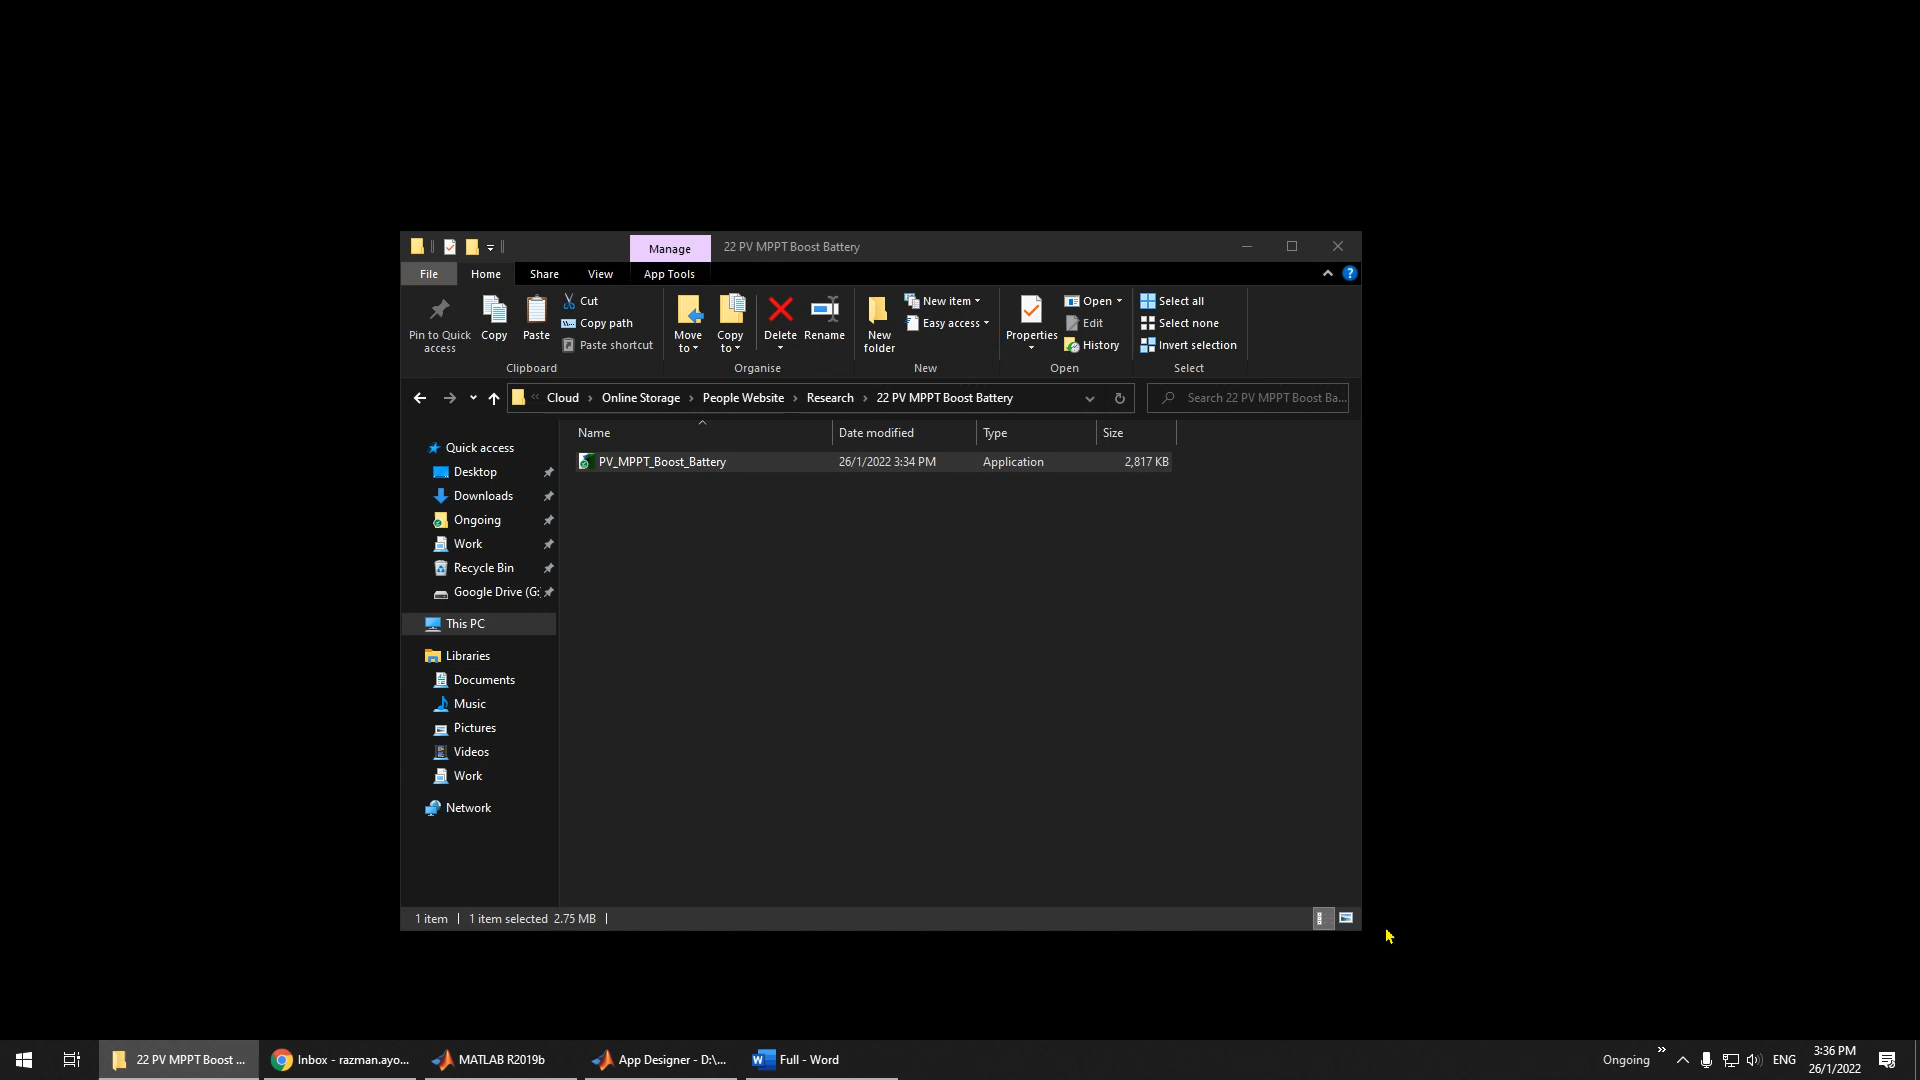 Manage
22 PV MPPT Boost Battery
File
Home
Share
View
App Tools
Pin to Quick access
Copy
Paste
Cut
Copy path
Paste shortcut
Clipboard
Move to
Copy to
Delete
Rename
Organise
New folder
New item
Easy access
New
Properties
Open
Edit
History
Open
Select all
Select none
Invert selection
Select
Cloud › Online Storage › People Website › Research › 22 PV MPPT Boost Battery
Search 22 PV MPPT Boost Ba...
Name
Date modified
Type
Size
PV_MPPT_Boost_Battery
26/1/2022 3:34 PM
Application
2,817 KB
Quick access
Desktop
Downloads
Ongoing
Work
Recycle Bin
Google Drive (G:
This PC
Libraries
Documents
Music
Pictures
Videos
Work
Network
1 item
1 item selected 2.75 MB
22 PV MPPT Boost ...
Inbox - razman.ayo...
MATLAB R2019b
App Designer - D:\...
Full - Word
Ongoing
ENG
3:36 PM
26/1/2022